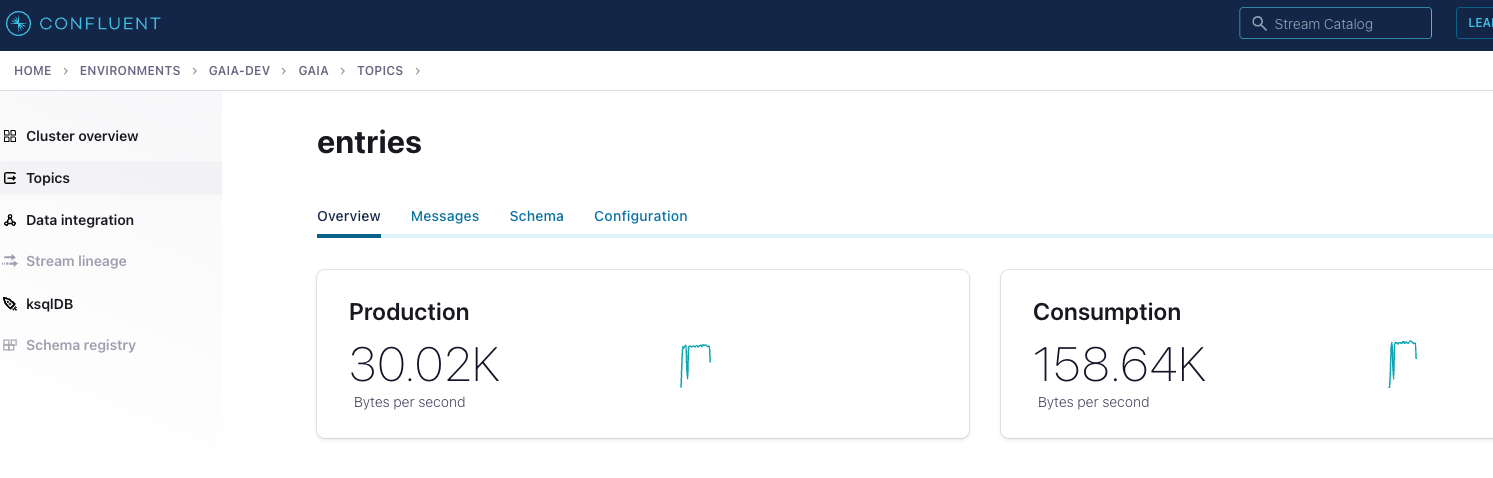 CONFLUENT
Stream Catalog
HOME > ENVIRONMENTS > GAIA-DEV > GAIA > TOPICS >
Cluster overview
Topics
Data integration
Stream lineage
ksqlDB
Schema registry
entries
Overview Messages Schema Configuration
Production
30.02K
Bytes per second
Consumption
158.64K
Bytes per second